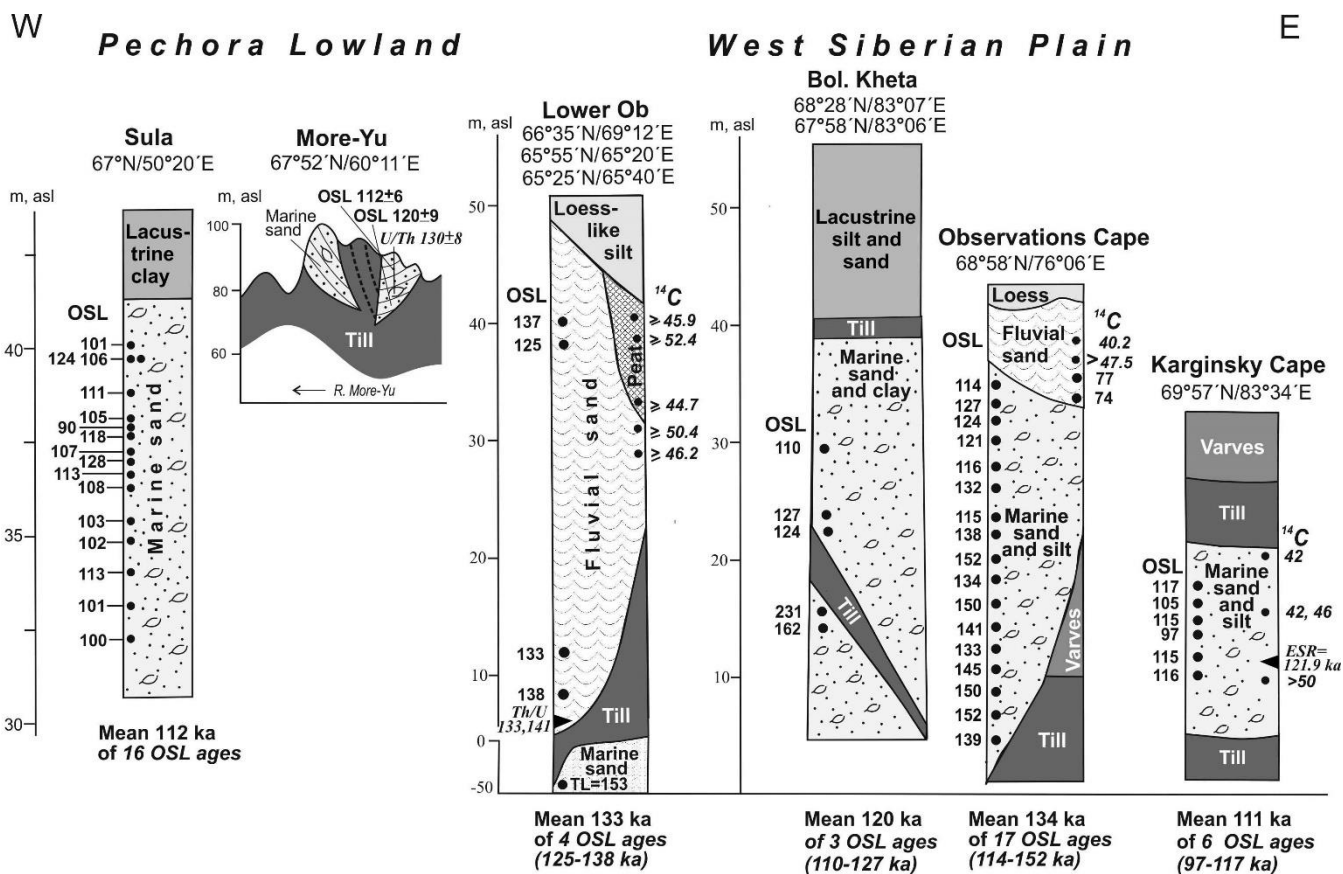 W
E
Pechora Lowland
West Siberian Plain
Sula
67°N/50°20´E
m, asl
40
35
30
Lacus-
trine
clay
Marine sand
OSL
101
124 106
111
105
90
118
107
128
113
108
103
102
113
101
100
Mean 112 ka
of 16 OSL ages
More-Yu
67°52´N/60°11´E
m, asl
100
80
60
OSL 112±6
OSL 120±9
U/Th 130±8
Marine
sand
Till
← R. More-Yu
Lower Ob
66°35´N/69°12´E
65°55´N/65°20´E
65°25´N/65°40´E
m, asl
50
40
30
20
10
0
-50
Loess-
like
silt
OSL
137
125
133
138
Th/U
133,141
Fluvial sand
Peat
14C
⩾ 45.9
⩾ 52.4
⩾ 44.7
⩾ 50.4
⩾ 46.2
Till
Marine
sand
TL=153
Mean 133 ka
of 4 OSL ages
(125-138 ka)
Bol. Kheta
68°28´N/83°07´E
67°58´N/83°06´E
m, asl
50
40
30
20
10
Lacustrine
silt and
sand
Till
Marine
sand
and clay
OSL
110
127
124
231
162
Till
Mean 120 ka
of 3 OSL ages
(110-127 ka)
Observations Cape
68°58´N/76°06´E
Loess
Fluvial
sand
14C
40.2
>47.5
77
74
OSL
114
127
124
121
116
132
115
138
152
134
150
141
133
145
150
152
139
Marine
sand
and silt
Varves
Till
Mean 134 ka
of 17 OSL ages
(114-152 ka)
Karginsky Cape
69°57´N/83°34´E
Varves
Till
14C
42
42, 46
ESR=
121.9 ka
>50
OSL
117
105
115
97
115
116
Marine
sand
and
silt
Till
Mean 111 ka
of 6 OSL ages
(97-117 ka)